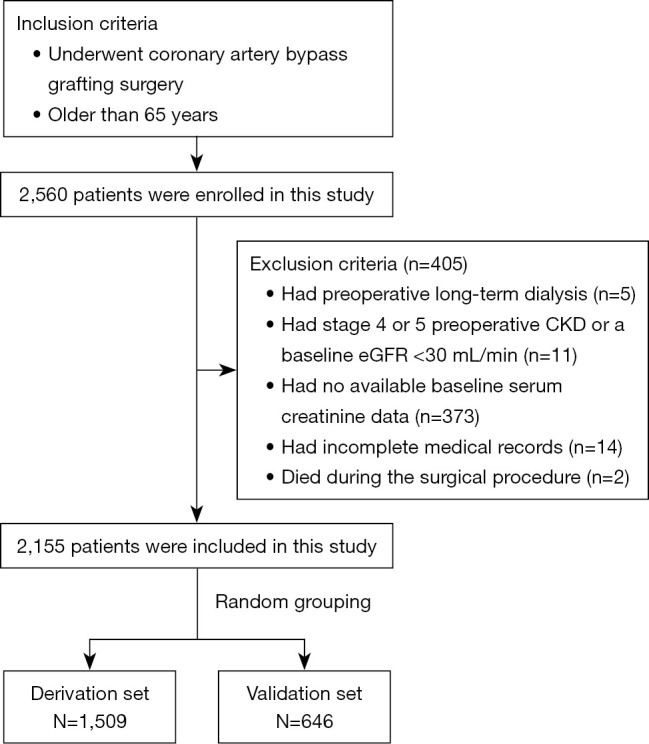 Inclusion criteria
• Underwent coronary artery bypass
grafting surgery
• Older than 65 years
2,560 patients were enrolled in this study
Exclusion criteria (n=405)
• Had preoperative long-term dialysis (n=5)
• Had stage 4 or 5 preoperative CKD or a
baseline eGFR <30 mL/min (n=11)
• Had no available baseline serum
creatinine data (n=373)
• Had incomplete medical records (n=14)
• Died during the surgical procedure (n=2)
2,155 patients were included in this study
Random grouping
Derivation set
N=1,509
Validation set
N=646